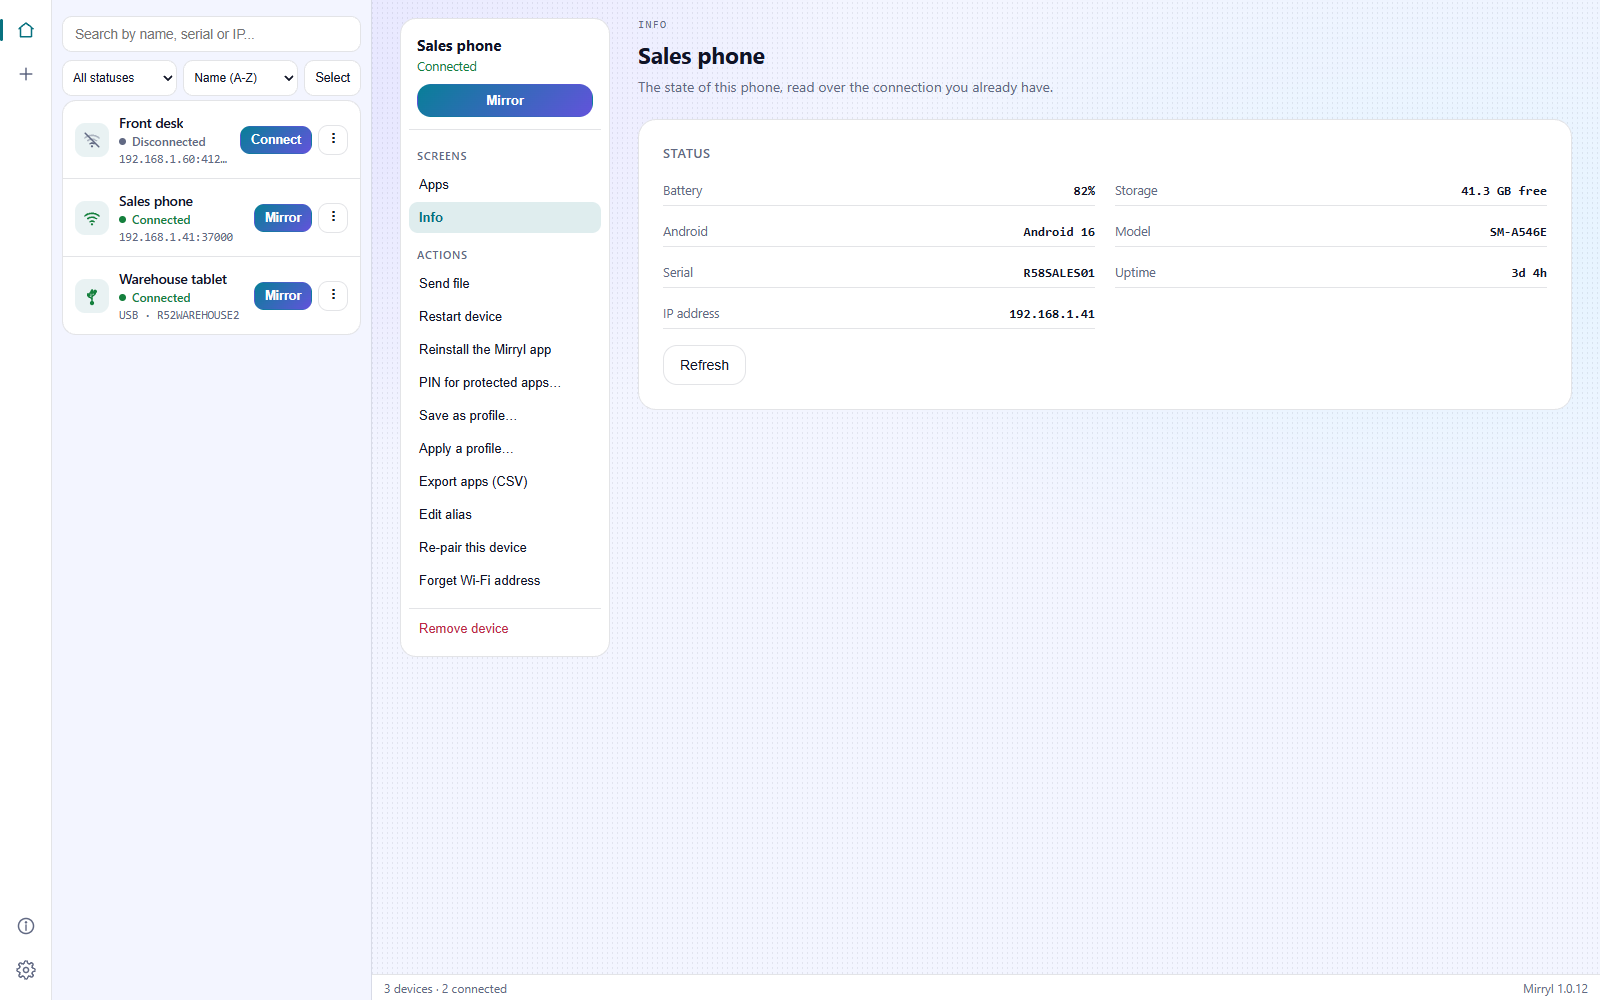 Search by name, serial or IP...
All statuses
Name (A-Z)
Select
Front desk
Disconnected
192.168.1.60:412…
Connect
Sales phone
Connected
192.168.1.41:37000
Mirror
Warehouse tablet
Connected
USB · R52WAREHOUSE2
Mirror
Sales phone
Connected
Mirror
SCREENS
Apps
Info
ACTIONS
Send file
Restart device
Reinstall the Mirryl app
PIN for protected apps…
Save as profile…
Apply a profile…
Export apps (CSV)
Edit alias
Re-pair this device
Forget Wi-Fi address
Remove device
INFO
Sales phone
The state of this phone, read over the connection you already have.
STATUS
Battery 82%
Storage 41.3 GB free
Android Android 16
Model SM-A546E
Serial R58SALES01
Uptime 3d 4h
IP address 192.168.1.41
Refresh
3 devices · 2 connected
Mirryl 1.0.12